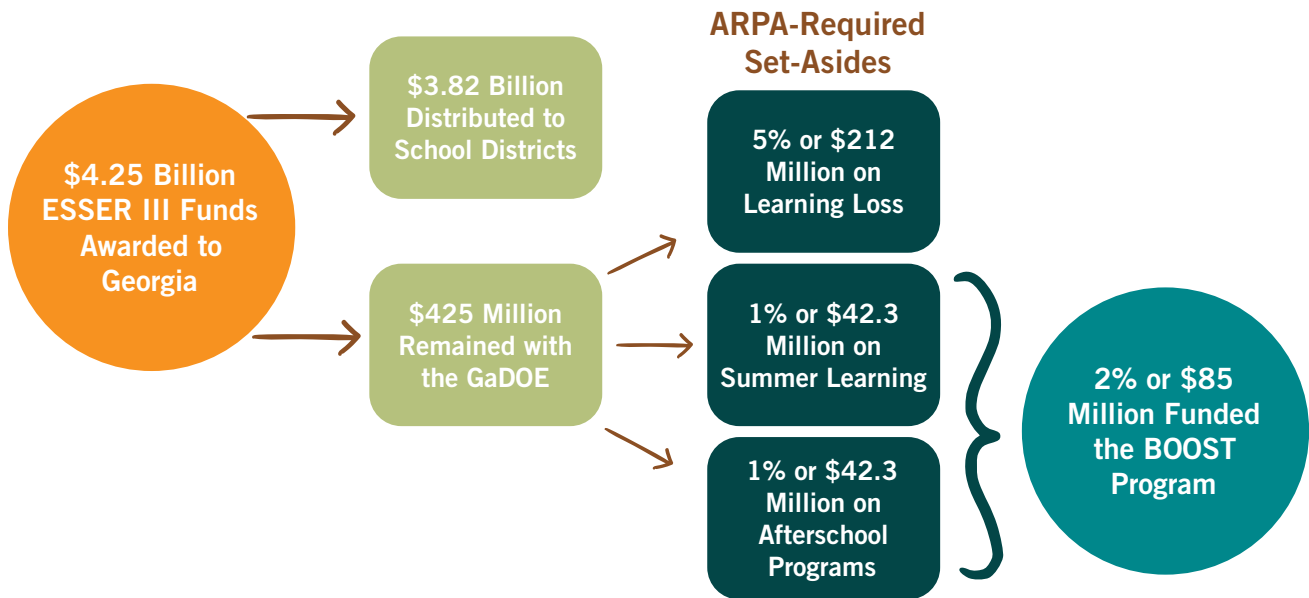 $4.25 Billion
ESSER III Funds
Awarded to
Georgia
$3.82 Billion
Distributed to
School Districts
$425 Million
Remained with
the GaDOE
ARPA-Required
Set-Asides
5% or $212
Million on
Learning Loss
1% or $42.3
Million on
Summer Learning
1% or $42.3
Million on
Afterschool
Programs
2% or $85
Million Funded
the BOOST
Program